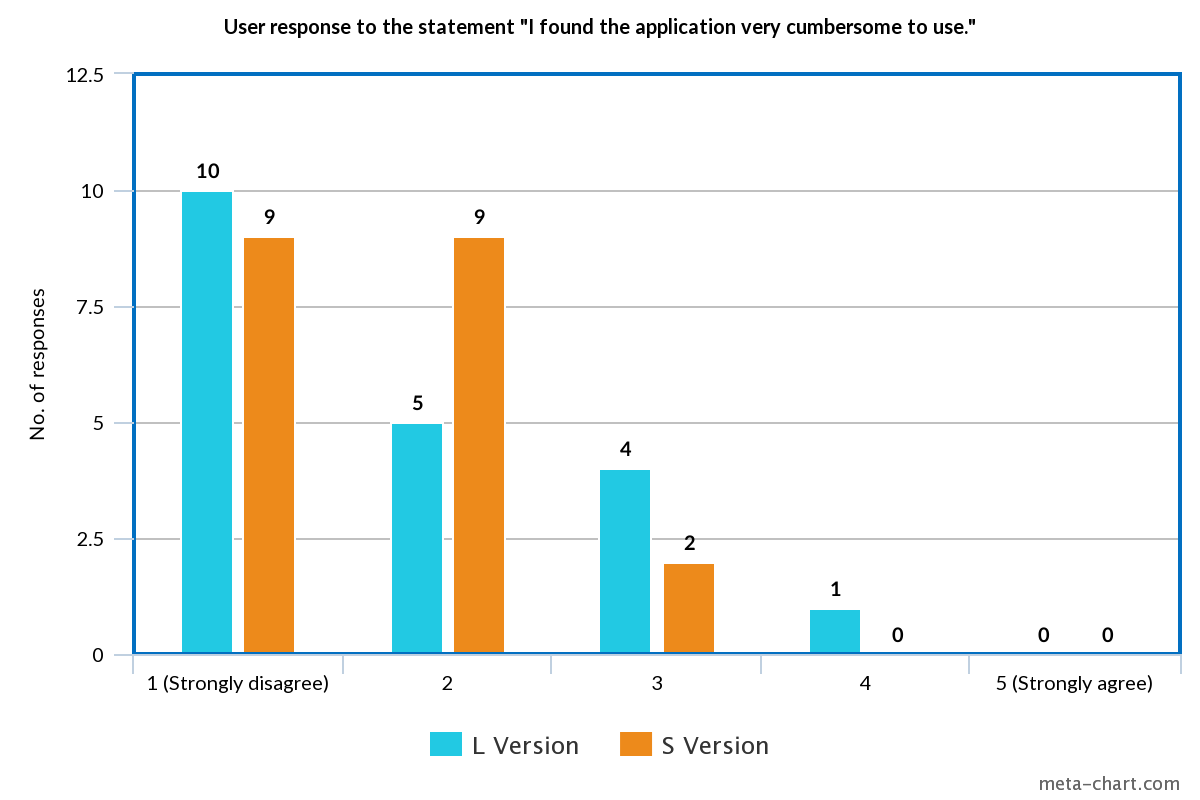 User response to the statement "I found the application very cumbersome to use."
12.5
10
7.5
5
2.5
0
No. of responses
10
9
5
9
4
2
1
0
0
0
1 (Strongly disagree)
2
3
4
5 (Strongly agree)
L Version
S Version
meta-chart.com